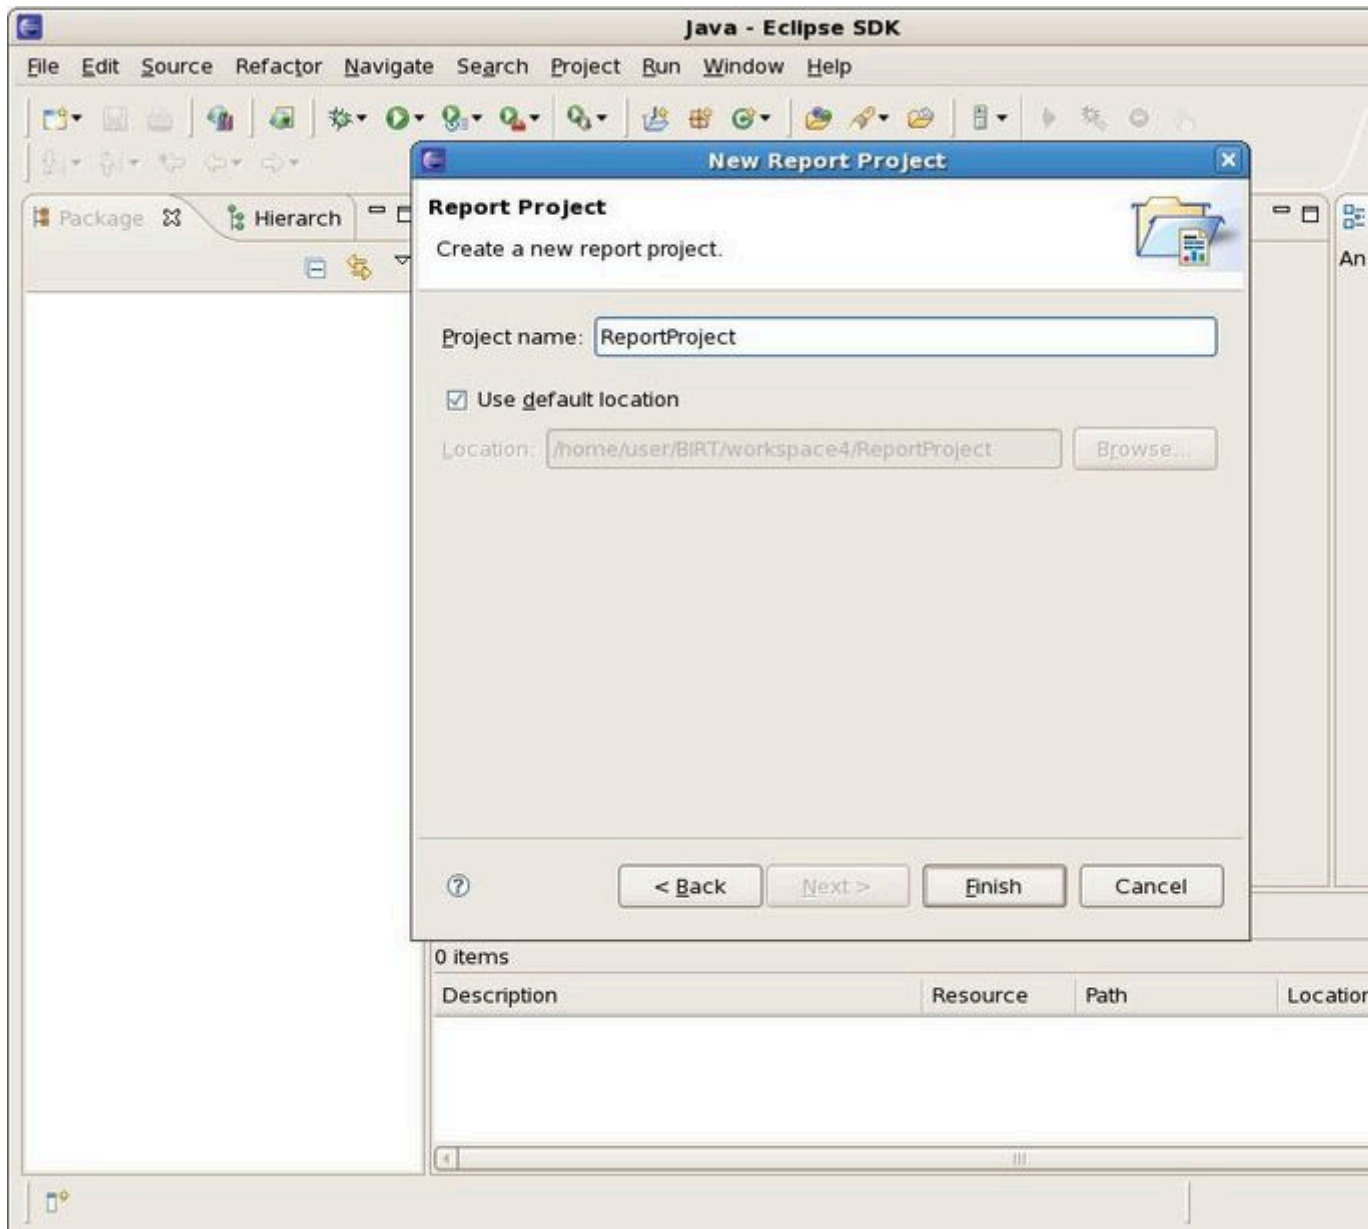 Java - Eclipse SDK
File Edit Source Refactor Navigate Search Project Run Window Help
New Report Project
Package Hierarch
Report Project
Create a new report project.
An
Project name: ReportProject
Use default location
Location: /home/user/BIRT/workspace4/ReportProject Browse...
< Back Next > Finish Cancel
0 items
Description Resource Path Location